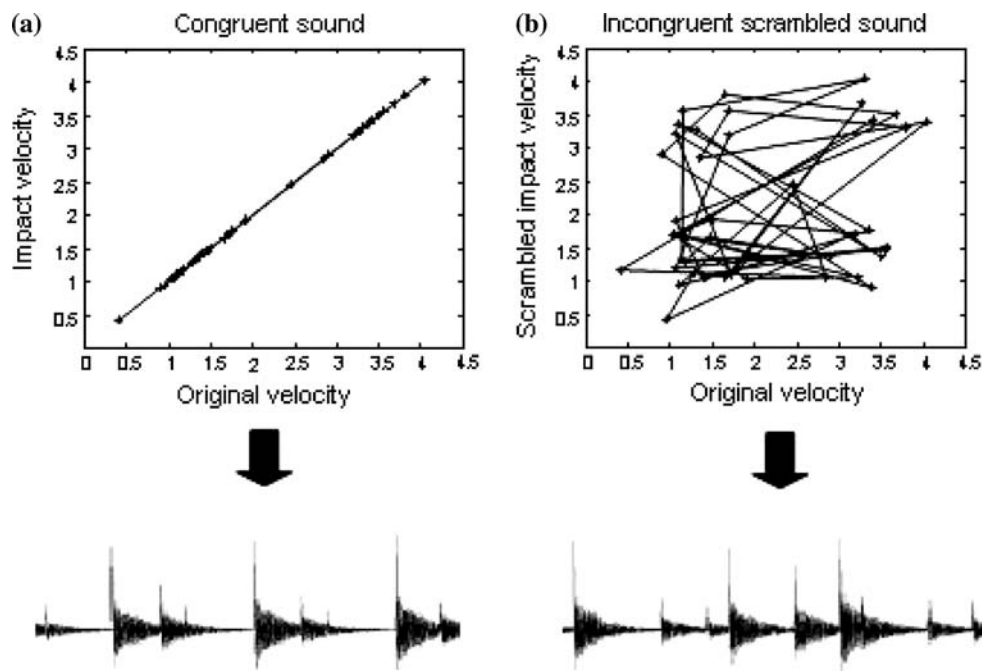 (a) Congruent sound
4.5
4
3.5
3
2.5
2
1.5
1
0.5
Impact velocity
0 0.5 1 1.5 2 2.5 3 3.5 4 4.5
Original velocity
(b) Incongruent scrambled sound
4.5
4
3.5
3
2.5
2
1.5
1
0.5
Scrambled impact velocity
0 0.5 1 1.5 2 2.5 3 3.5 4 4.5
Original velocity